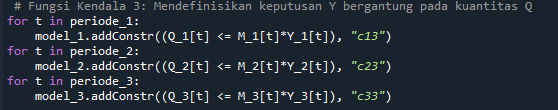 # Fungsi Kendala 3: Mendefinisikan keputusan Y bergantung pada kuantitas Q
for t in periode_1:
    model_1.addConstr((Q_1[t] <= M_1[t]*Y_1[t]), "c13")
for t in periode_2:
    model_2.addConstr((Q_2[t] <= M_2[t]*Y_2[t]), "c23")
for t in periode_3:
    model_3.addConstr((Q_3[t] <= M_3[t]*Y_3[t]), "c33")